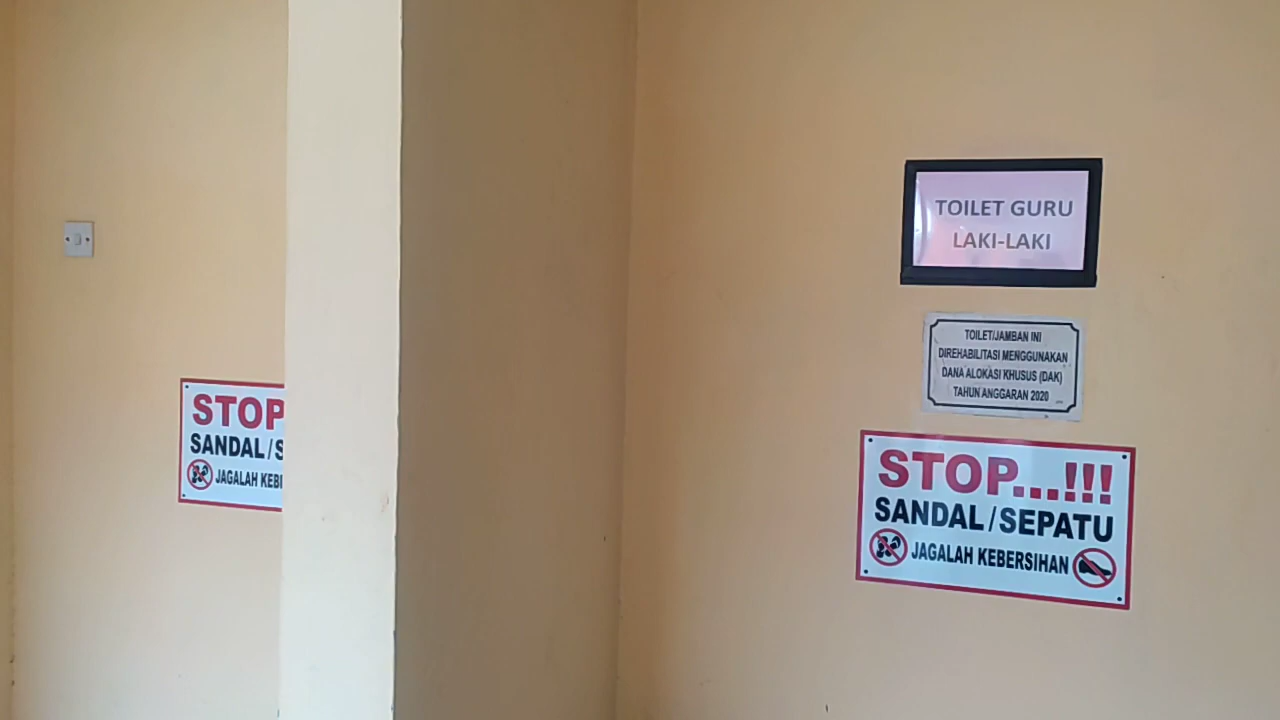 STOP
SANDAL/S
JAGALAH KEBE
TOILET GURU
LAKI-LAKI
TOILET/JAMBAN INI
DIREHABILITASI MENGGUNAKAN
DANA ALOKASI KHUSUS (DAK)
TAHUN ANGGARAN 2020
STOP...!!!
SANDAL/SEPATU
JAGALAH KEBERSIHAN